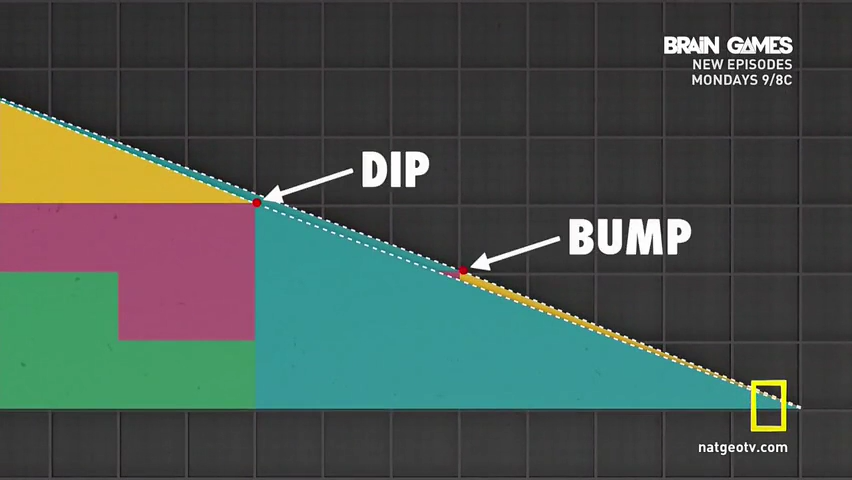 BRAIN GAMES
NEW EPISODES
MONDAYS 9/8C
DIP
BUMP
natgeotv.com